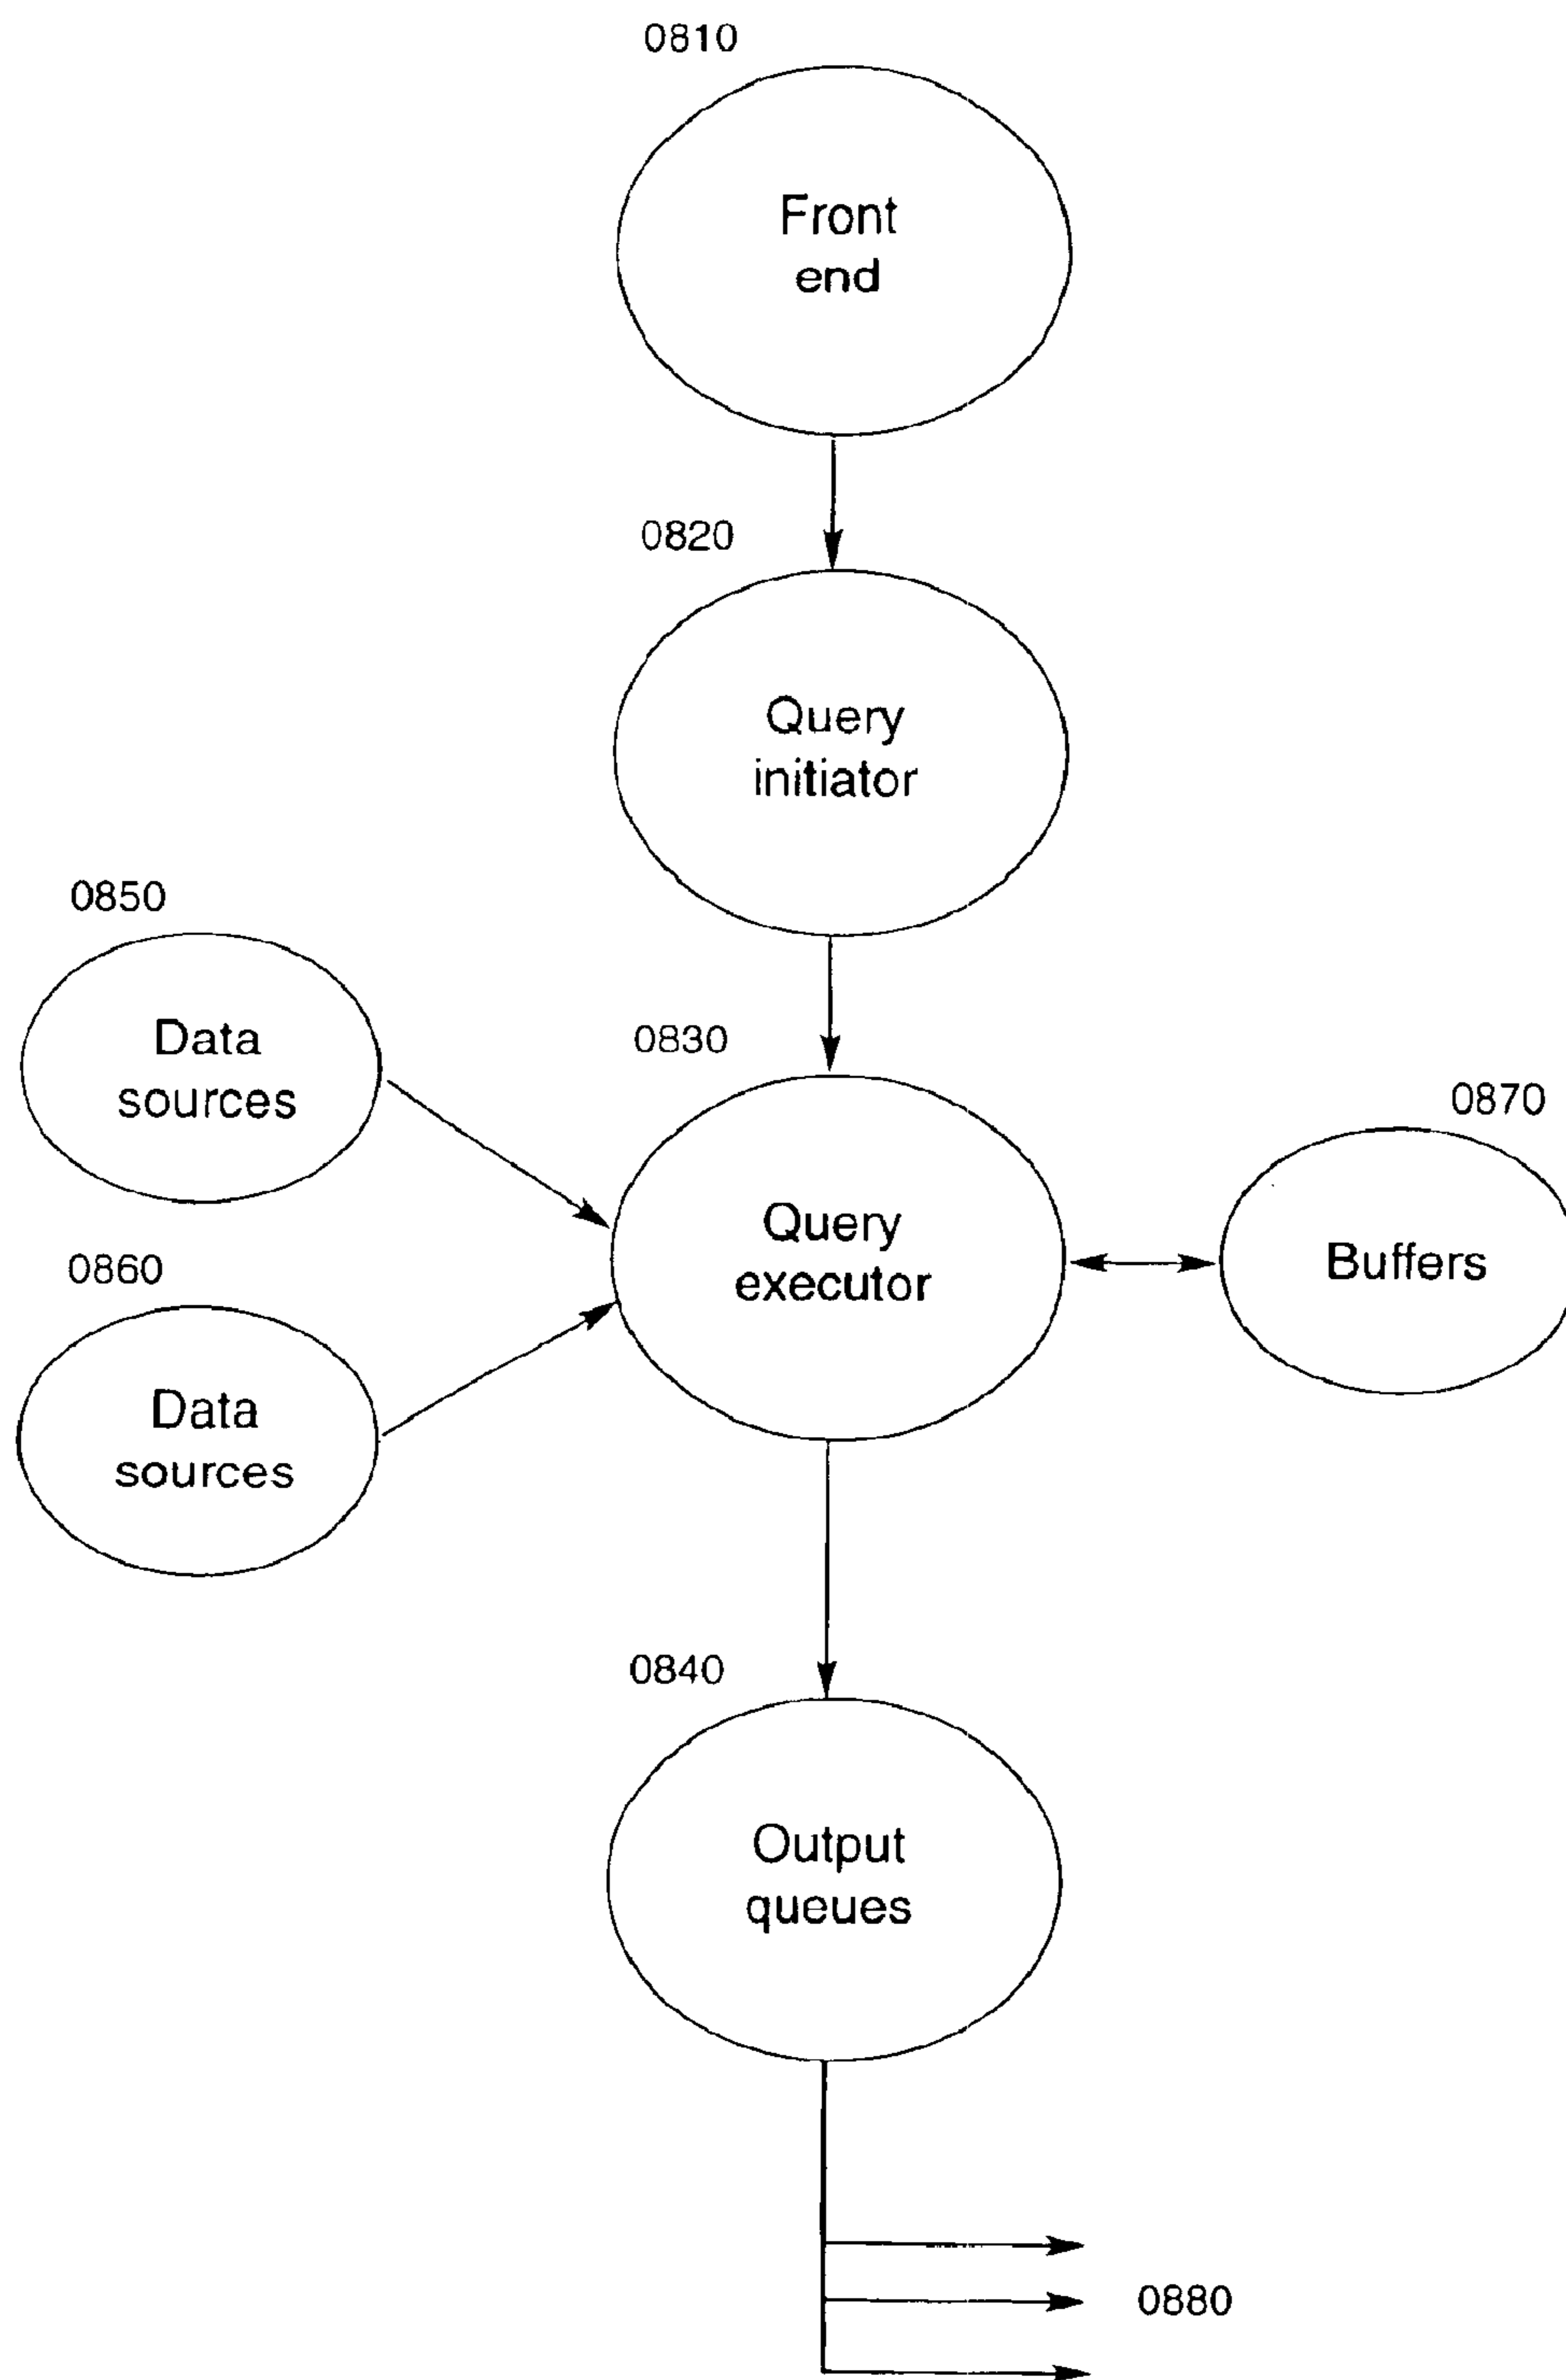 0810
Front
end
0820
Query
initiator
0850
Data
sources
0830
Query
executor
0870
Buffers
0860
Data
sources
0840
Output
queues
0880